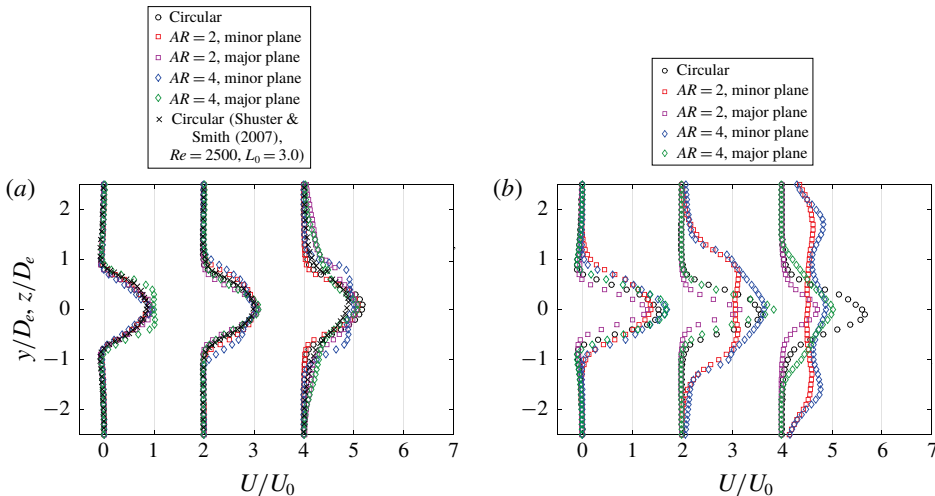 Circular
AR = 2, minor plane
AR = 2, major plane
AR = 4, minor plane
AR = 4, major plane
Circular (Shuster &
Smith (2007),
Re = 2500, L₀ = 3.0)
(a)
2
1
0
−1
−2
y/Dₑ, z/Dₑ
0 1 2 3 4 5 6 7
U/U₀
Circular
AR = 2, minor plane
AR = 2, major plane
AR = 4, minor plane
AR = 4, major plane
(b)
2
1
0
−1
−2
0 1 2 3 4 5 6 7
U/U₀